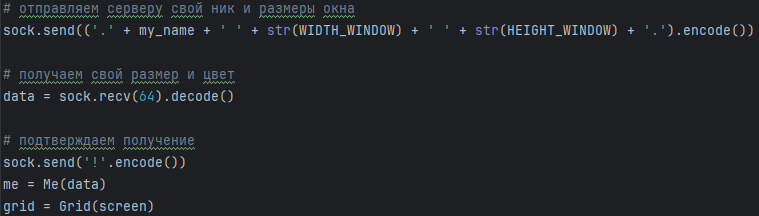 # отправляем серверу свой ник и размеры окна
sock.send(('.' + my_name + ' ' + str(WIDTH_WINDOW) + ' ' + str(HEIGHT_WINDOW) + '.').encode())
# получаем свой размер и цвет
data = sock.recv(64).decode()
# подтверждаем получение
sock.send('!'.encode())
me = Me(data)
grid = Grid(screen)